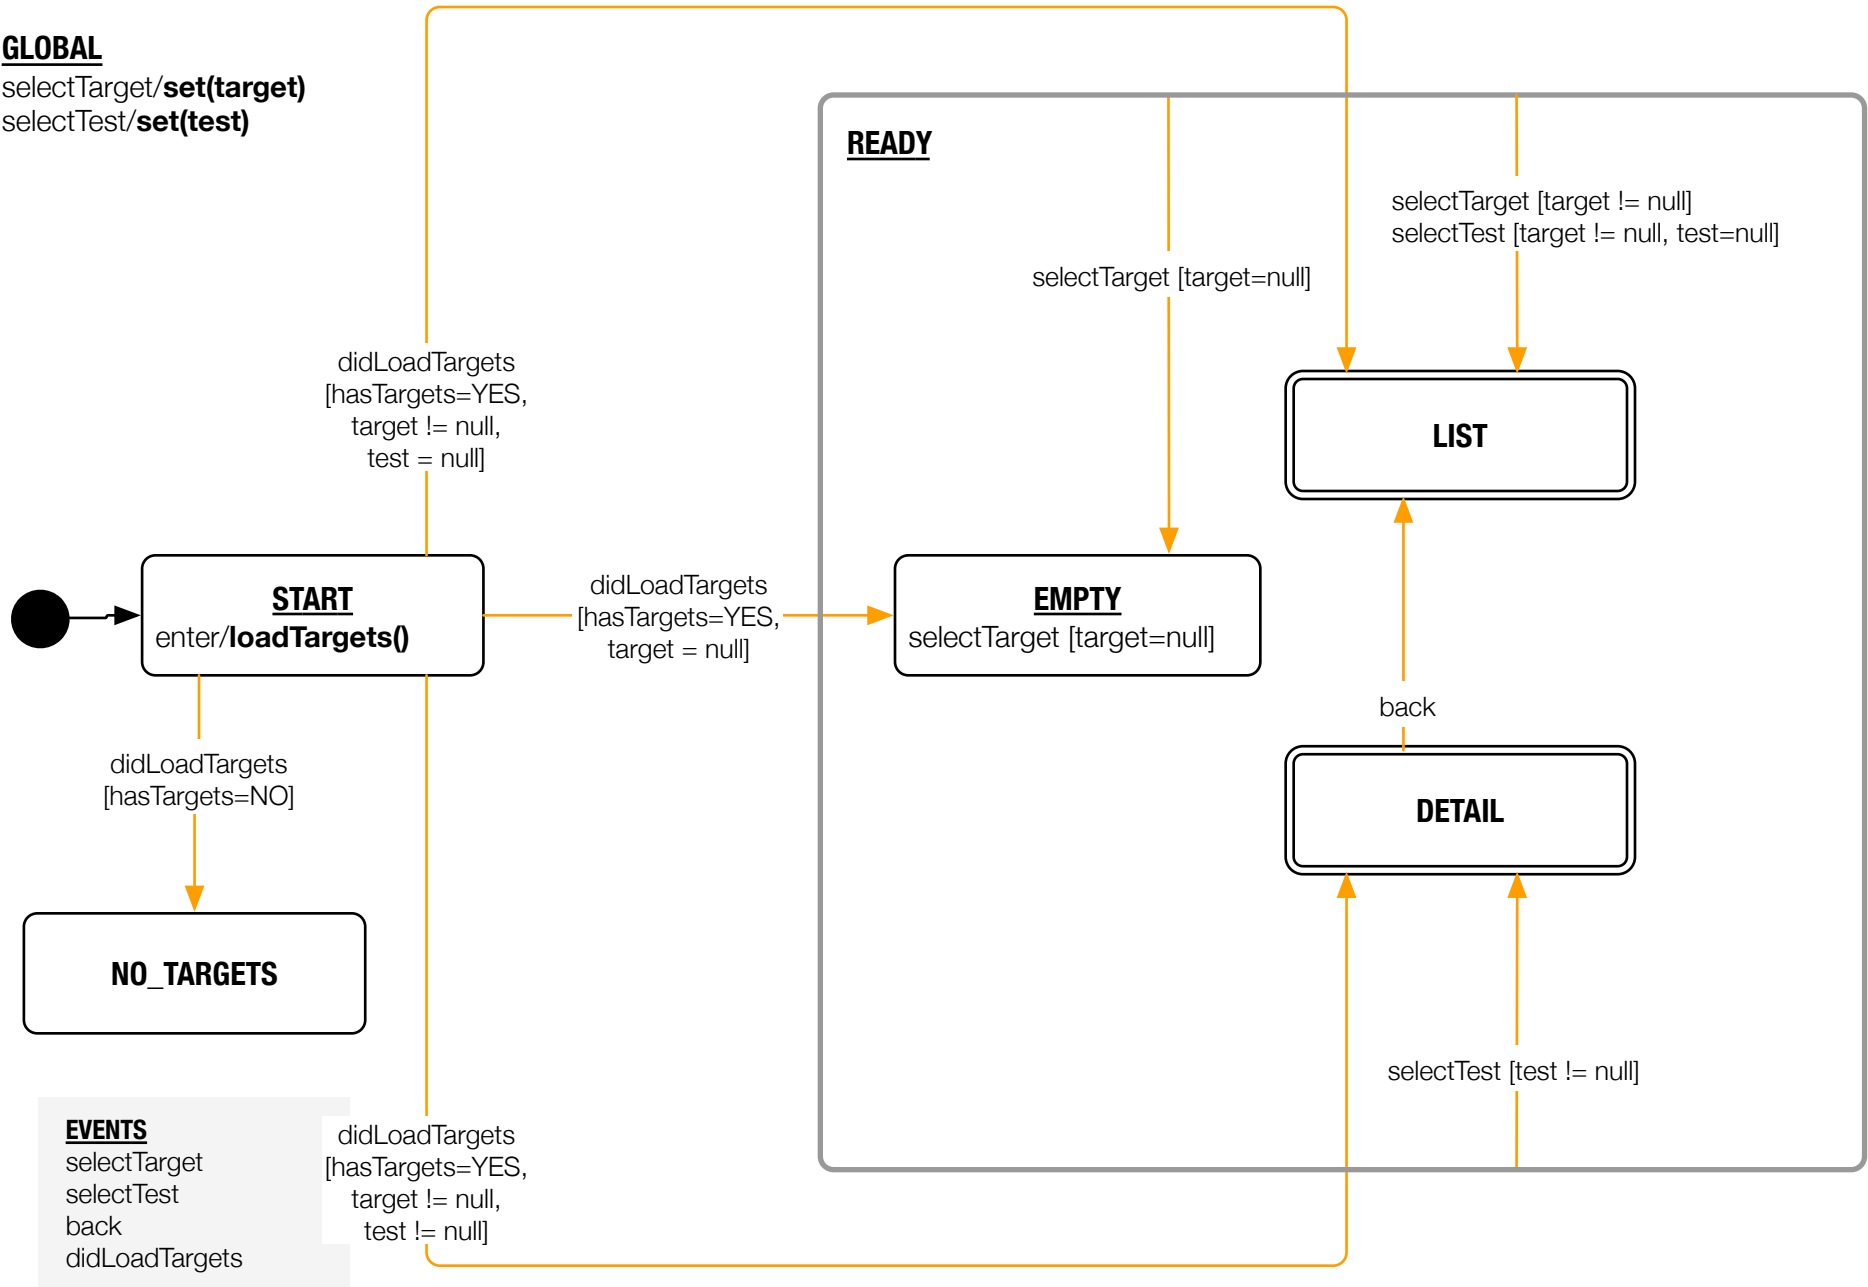 GLOBAL
selectTarget/set(target)
selectTest/set(test)
READY
selectTarget [target != null]
selectTest [target != null, test=null]
selectTarget [target=null]
didLoadTargets
[hasTargets=YES,
target != null,
test = null]
LIST
START
enter/loadTargets()
didLoadTargets
[hasTargets=YES,
target = null]
EMPTY
selectTarget [target=null]
back
didLoadTargets
[hasTargets=NO]
DETAIL
NO_TARGETS
selectTest [test != null]
EVENTS
selectTarget
selectTest
back
didLoadTargets
didLoadTargets
[hasTargets=YES,
target != null,
test != null]